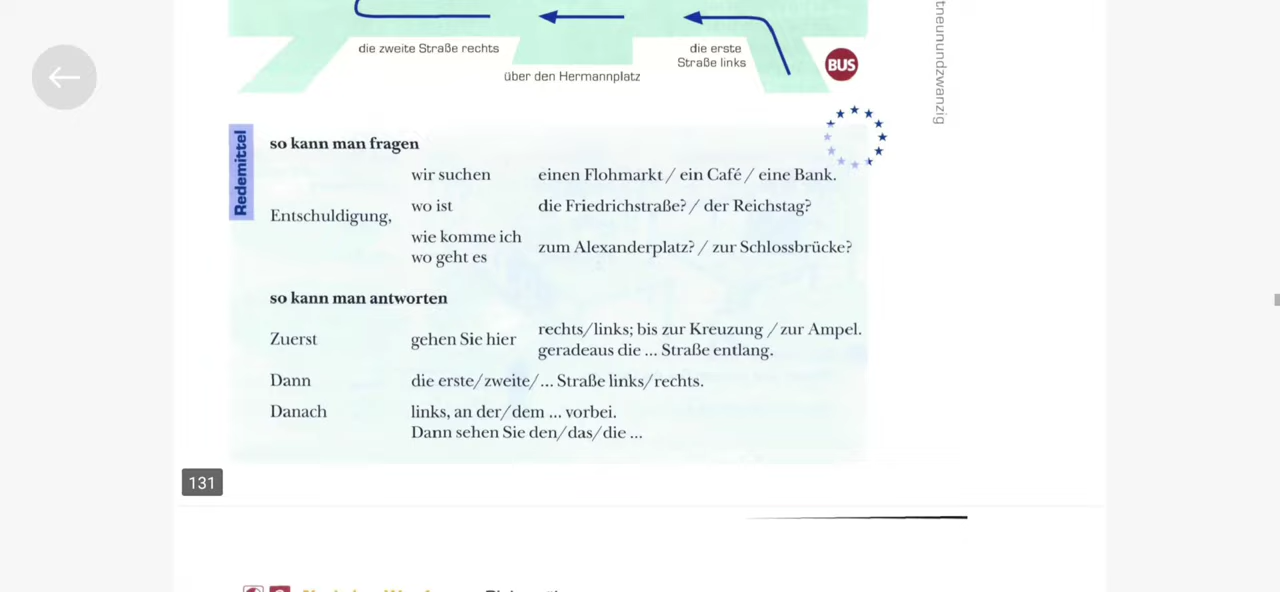 die zweite Straße rechts
über den Hermannplatz
die erste
Straße links
BUS
tneunundzwanzig
Redemittel
so kann man fragen
Entschuldigung,
wir suchen einen Flohmarkt / ein Café / eine Bank.
wo ist die Friedrichstraße? / der Reichstag?
wie komme ich
wo geht es
zum Alexanderplatz? / zur Schlossbrücke?
so kann man antworten
Zuerst gehen Sie hier
rechts/links; bis zur Kreuzung / zur Ampel.
geradeaus die ... Straße entlang.
Dann die erste/zweite/... Straße links/rechts.
Danach links, an der/dem ... vorbei.
Dann sehen Sie den/das/die ...
131